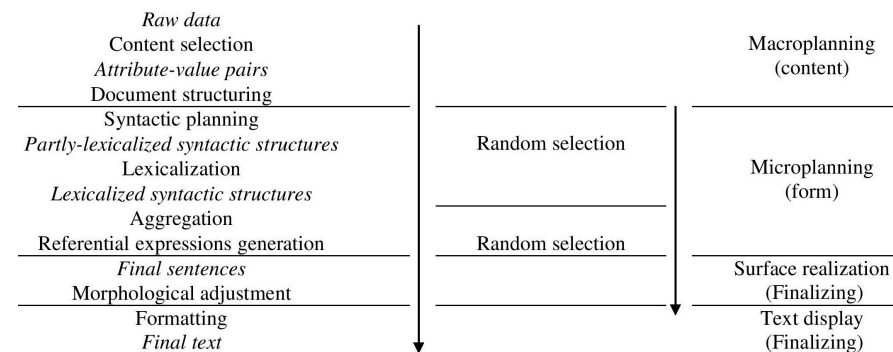 Raw data
Content selection
Attribute-value pairs
Document structuring
Macroplanning
(content)
Syntactic planning
Partly-lexicalized syntactic structures
Lexicalization
Lexicalized syntactic structures
Aggregation
Referential expressions generation
Random selection
Random selection
Microplanning
(form)
Final sentences
Morphological adjustment
Surface realization
(Finalizing)
Formatting
Final text
Text display
(Finalizing)